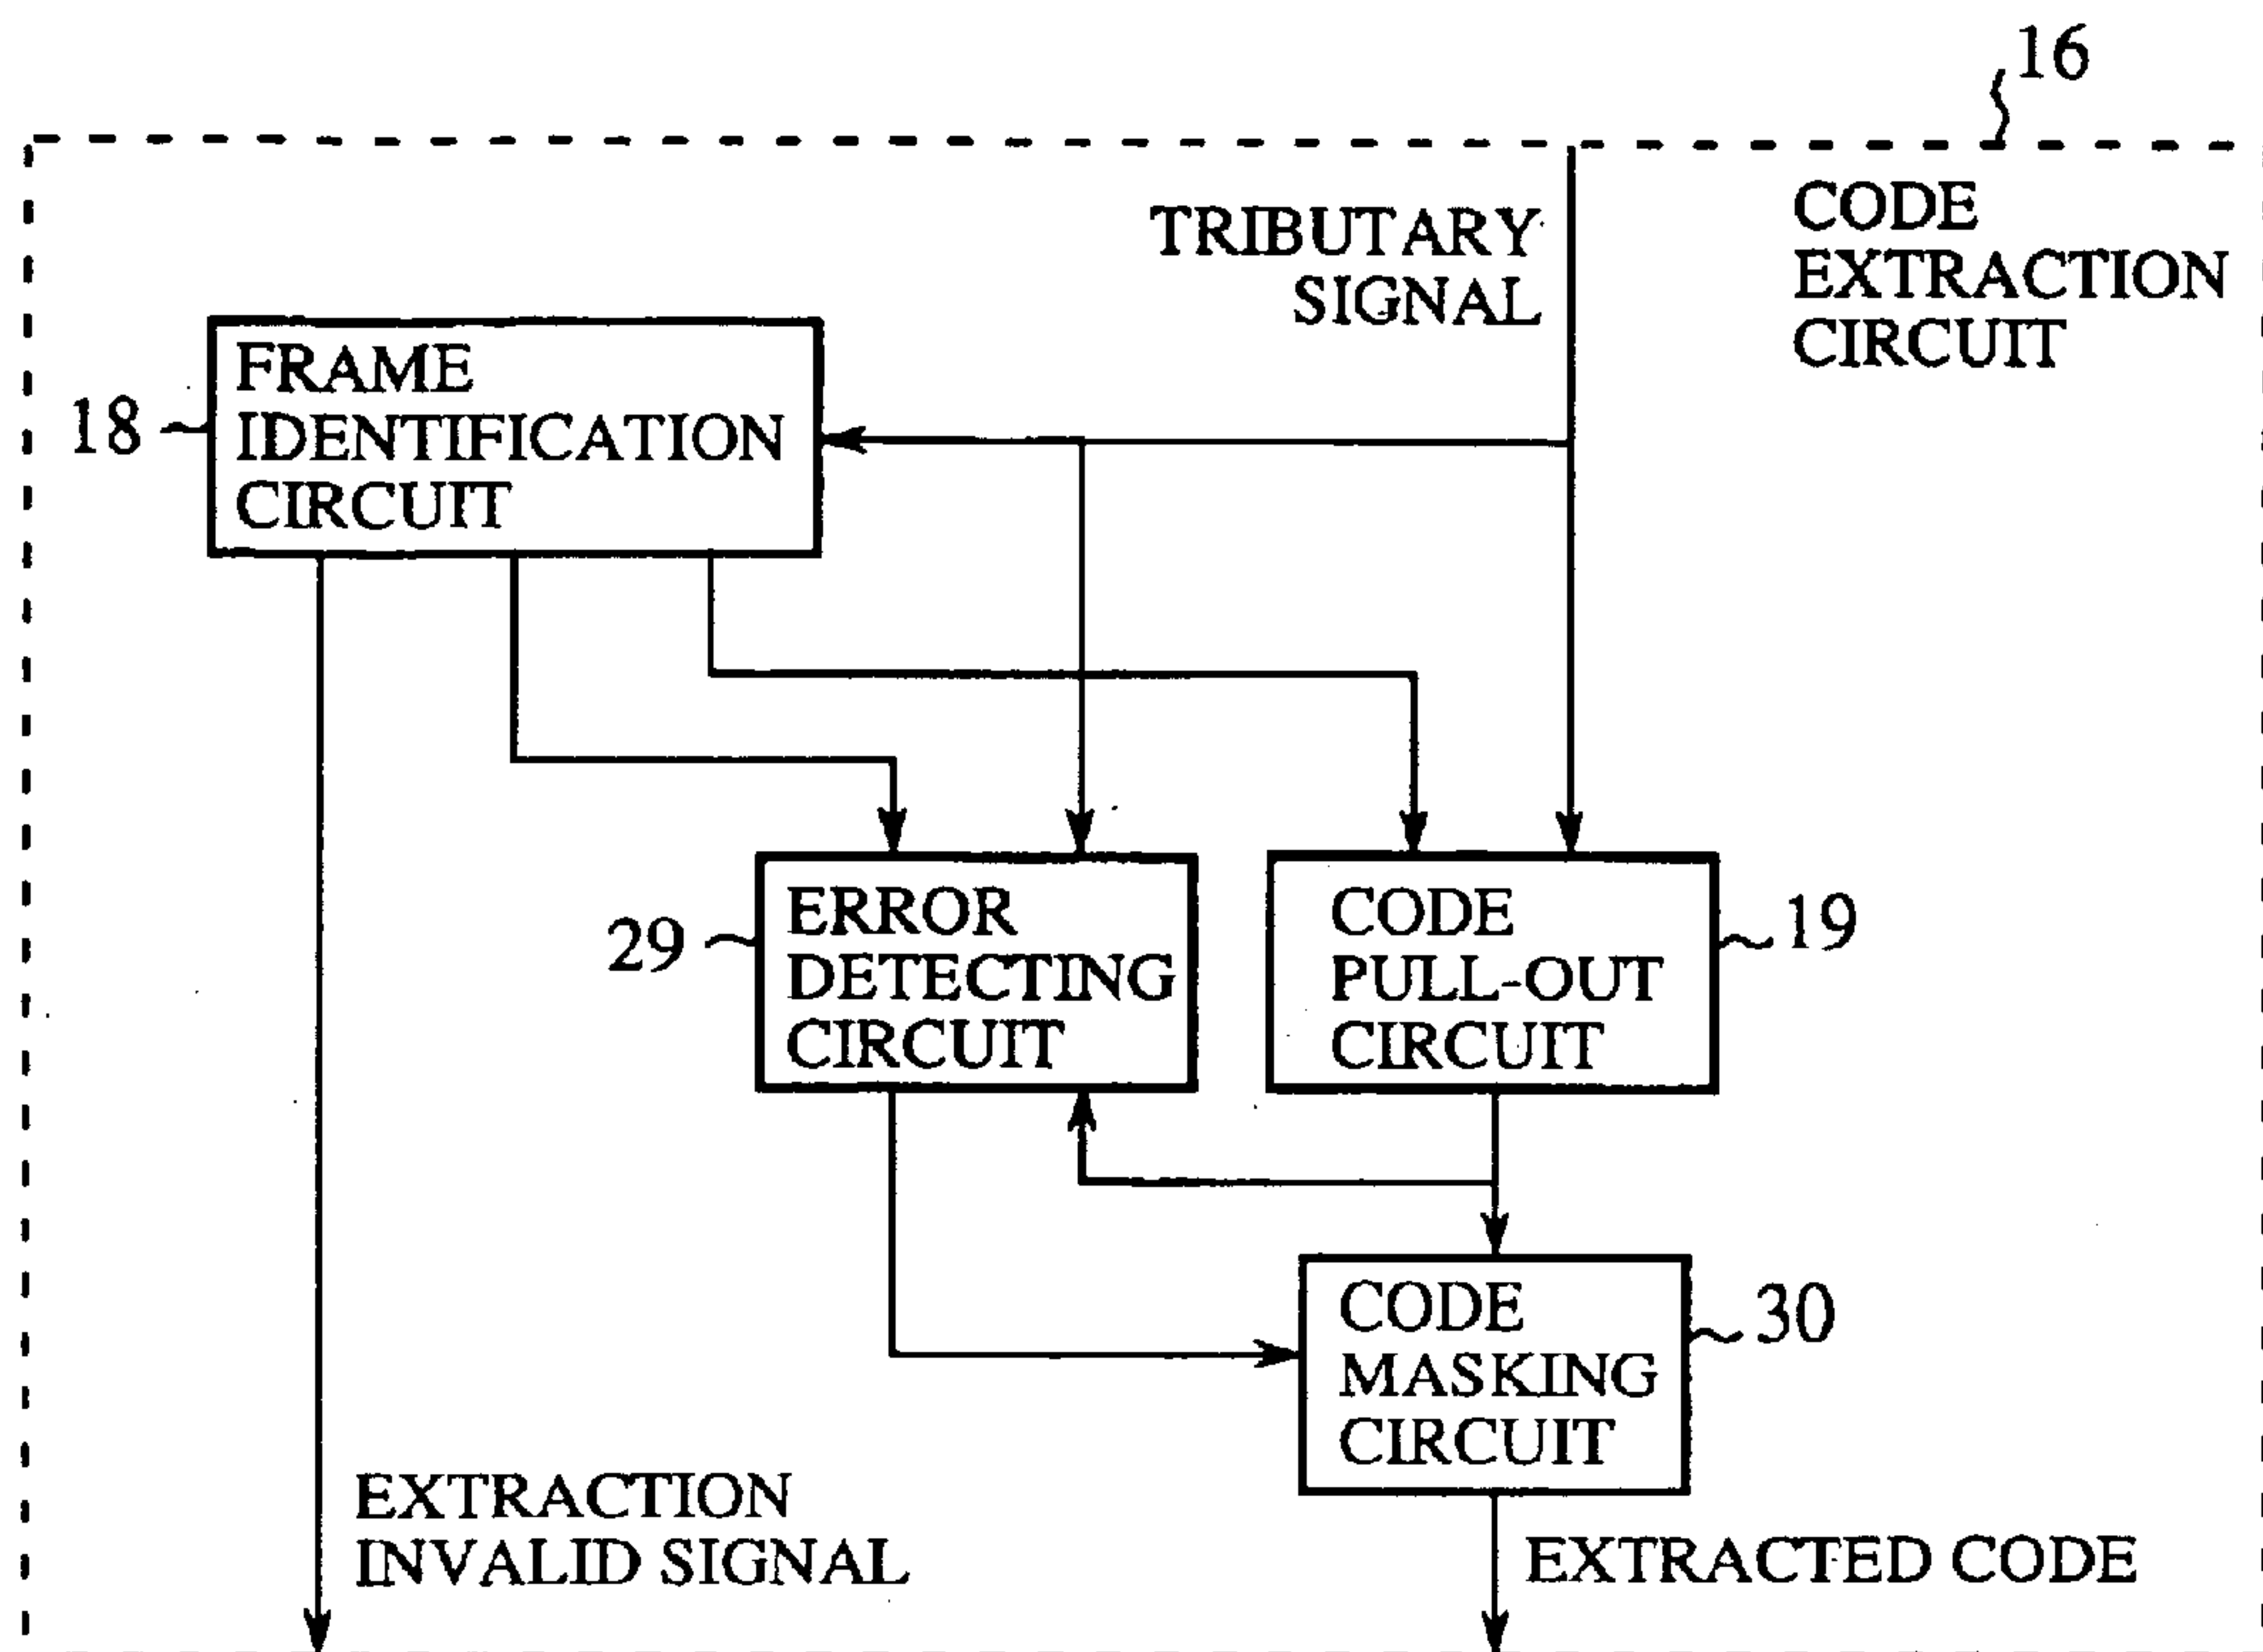 16
TRIBUTARY
SIGNAL
CODE
EXTRACTION
CIRCUIT
18
FRAME
IDENTIFICATION
CIRCUIT
29
ERROR
DETECTING
CIRCUIT
CODE
PULL-OUT
CIRCUIT
19
CODE
MASKING
CIRCUIT
30
EXTRACTION
INVALID SIGNAL
EXTRACTED CODE